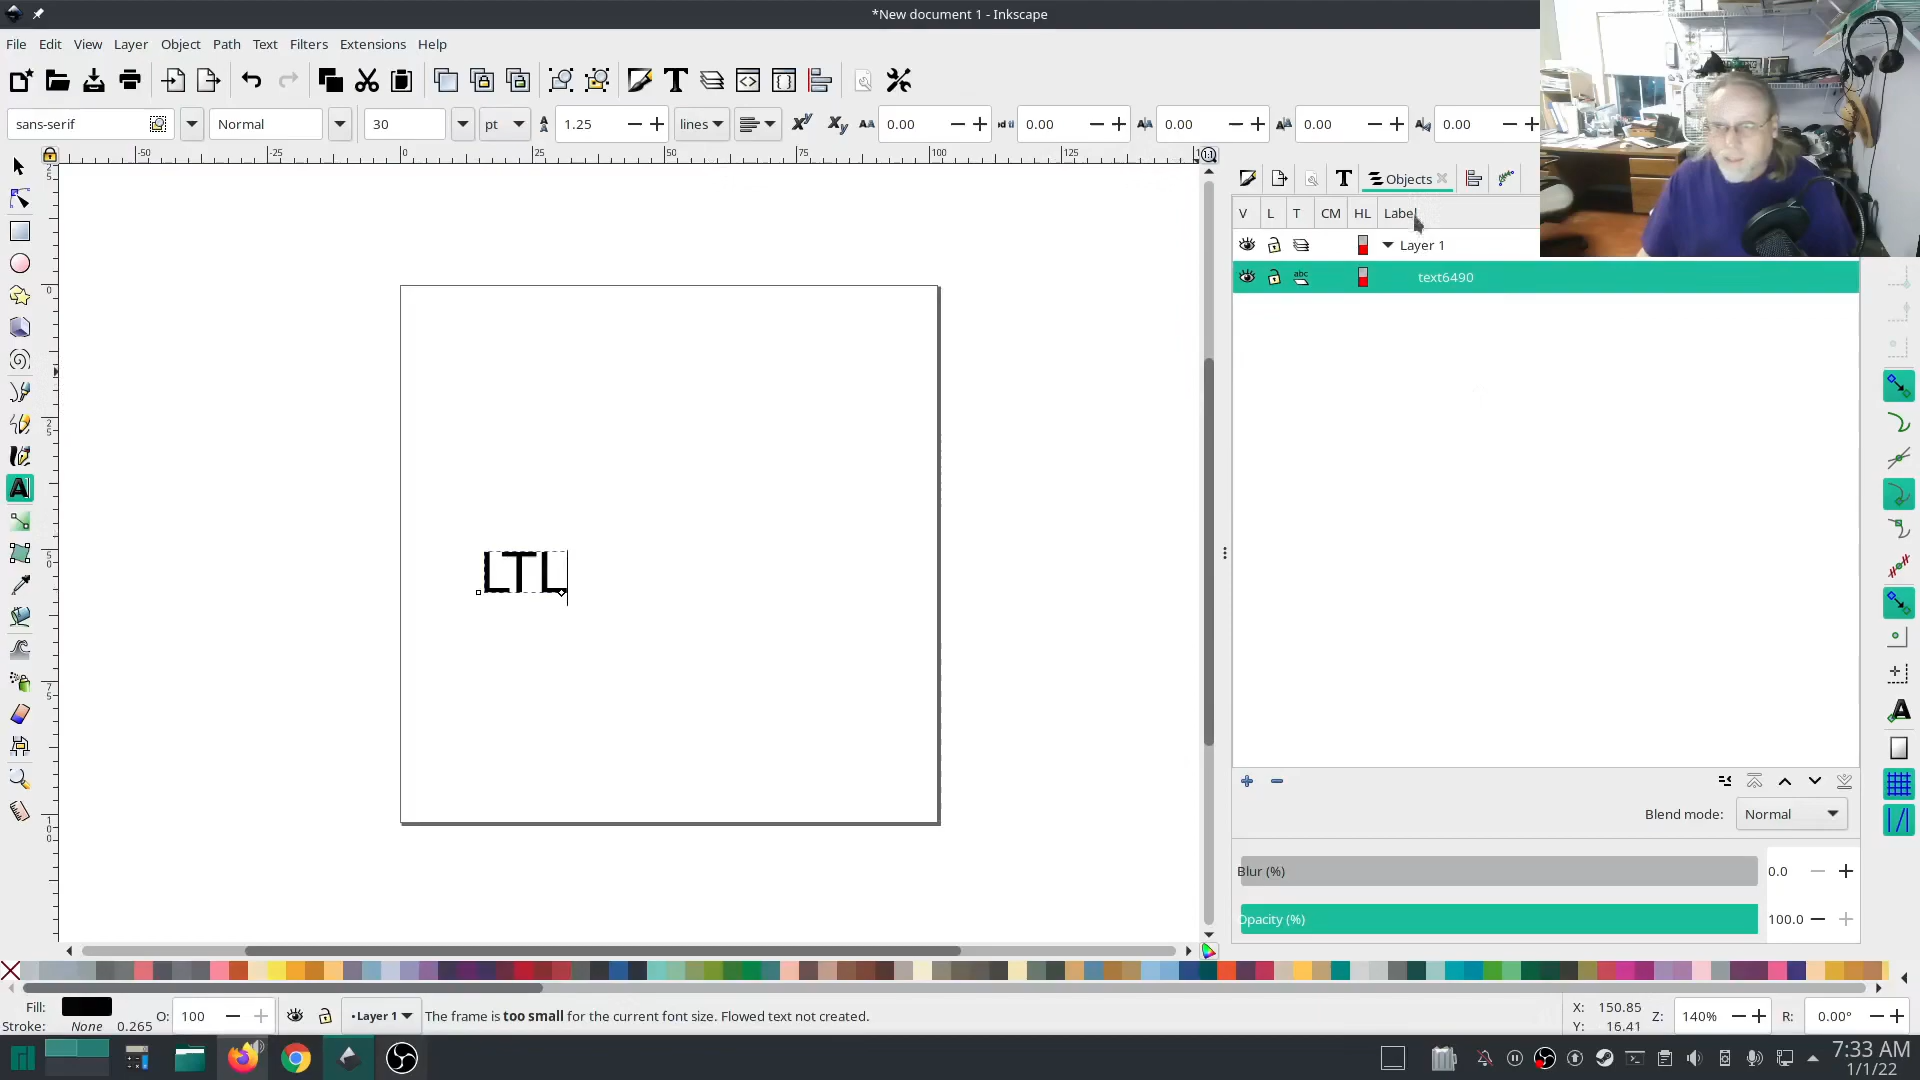 *New document 1 - Inkscape
File Edit View Layer Object Path Text Filters Extensions Help
sans-serif Normal 30 pt 1.25 lines 0.00 0.00 0.00 0.00 0.00
-50 -25 0 25 50 75 100 125
Objects
V L T CM HL Label
Layer 1
abc text6490
LTL
Blend mode: Normal
Blur (%) 0.0
Opacity (%) 100.0
Fill: O: 100 •Layer 1 The frame is too small for the current font size. Flowed text not created. X: 150.85 Z: 140% R: 0.00°
Stroke: None 0.265 Y: 16.41
7:33 AM
1/1/22